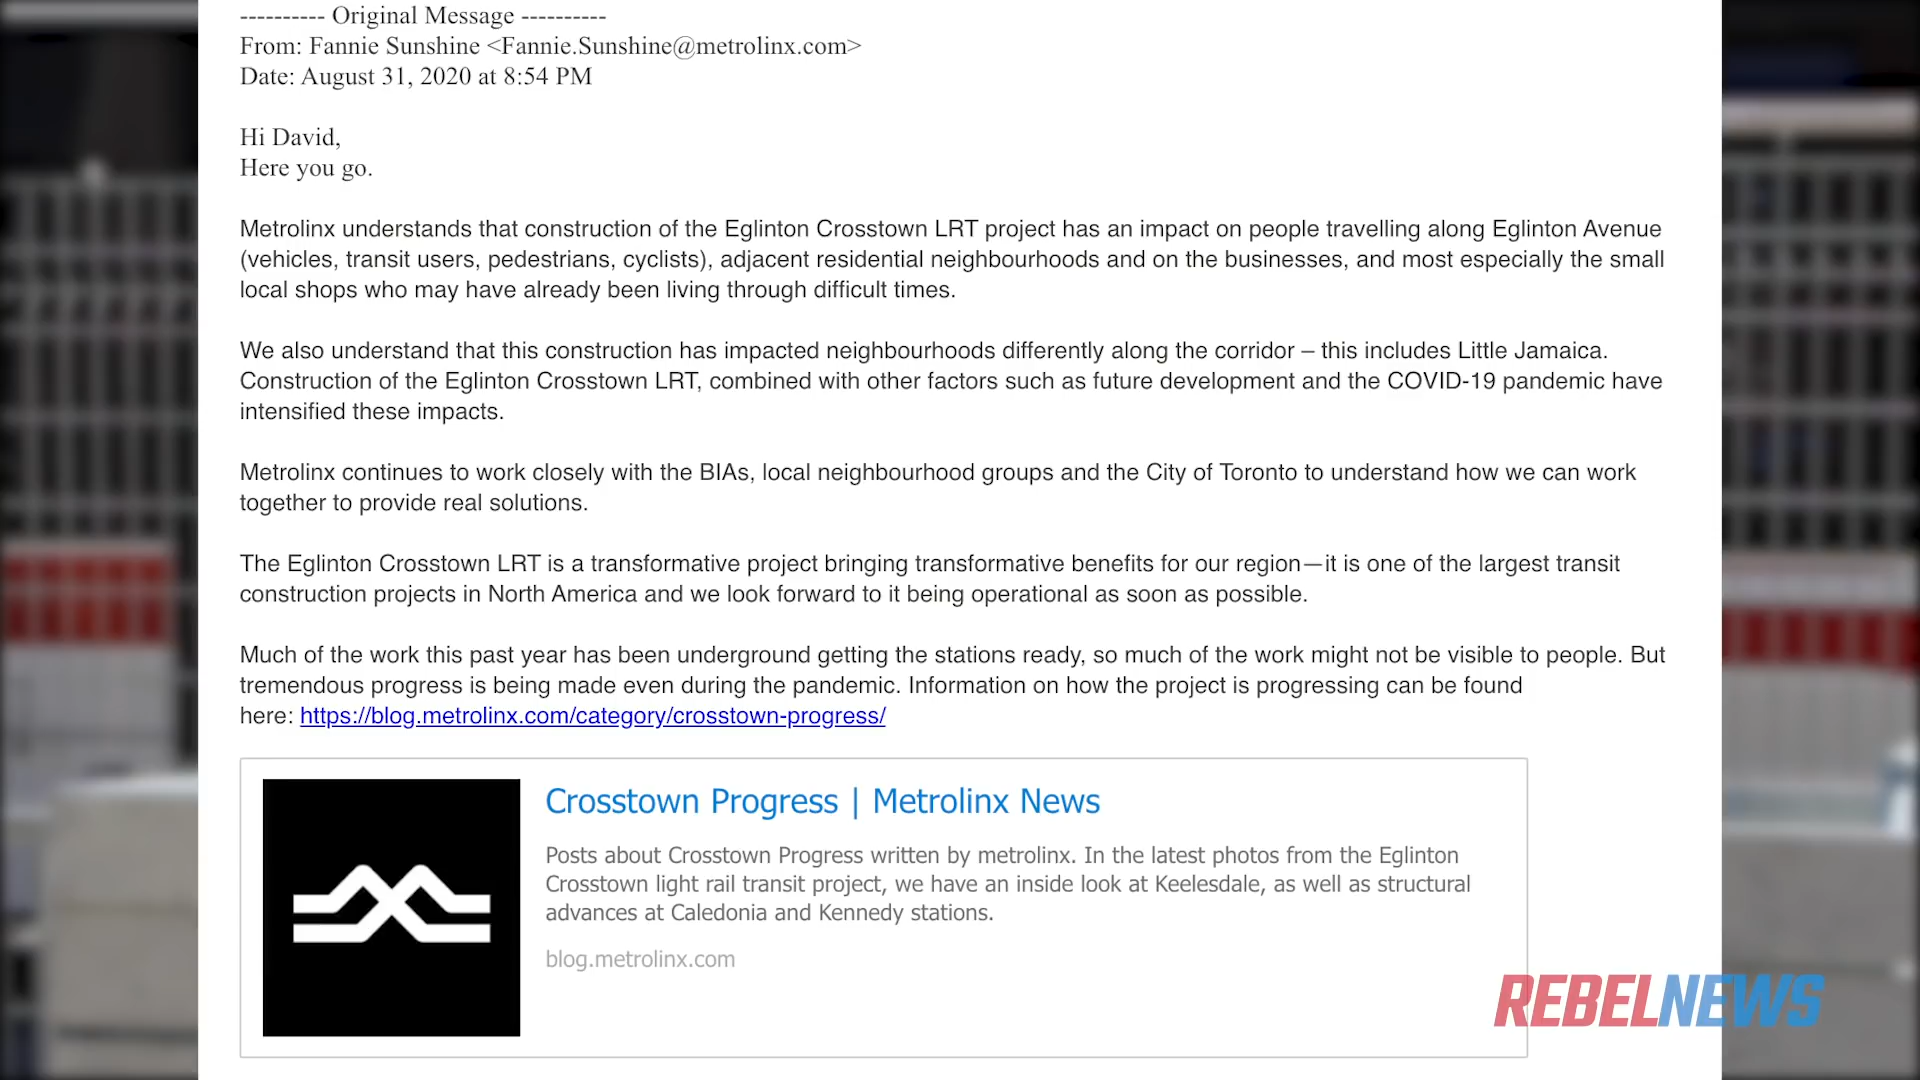 ---------- Original Message ----------
From: Fannie Sunshine <Fannie.Sunshine@metrolinx.com>
Date: August 31, 2020 at 8:54 PM
Hi David,
Here you go.
Metrolinx understands that construction of the Eglinton Crosstown LRT project has an impact on people travelling along Eglinton Avenue
(vehicles, transit users, pedestrians, cyclists), adjacent residential neighbourhoods and on the businesses, and most especially the small
local shops who may have already been living through difficult times.
We also understand that this construction has impacted neighbourhoods differently along the corridor – this includes Little Jamaica.
Construction of the Eglinton Crosstown LRT, combined with other factors such as future development and the COVID-19 pandemic have
intensified these impacts.
Metrolinx continues to work closely with the BIAs, local neighbourhood groups and the City of Toronto to understand how we can work
together to provide real solutions.
The Eglinton Crosstown LRT is a transformative project bringing transformative benefits for our region—it is one of the largest transit
construction projects in North America and we look forward to it being operational as soon as possible.
Much of the work this past year has been underground getting the stations ready, so much of the work might not be visible to people. But
tremendous progress is being made even during the pandemic. Information on how the project is progressing can be found
here: https://blog.metrolinx.com/category/crosstown-progress/
Crosstown Progress | Metrolinx News
Posts about Crosstown Progress written by metrolinx. In the latest photos from the Eglinton
Crosstown light rail transit project, we have an inside look at Keelesdale, as well as structural
advances at Caledonia and Kennedy stations.
blog.metrolinx.com
REBELNEWS